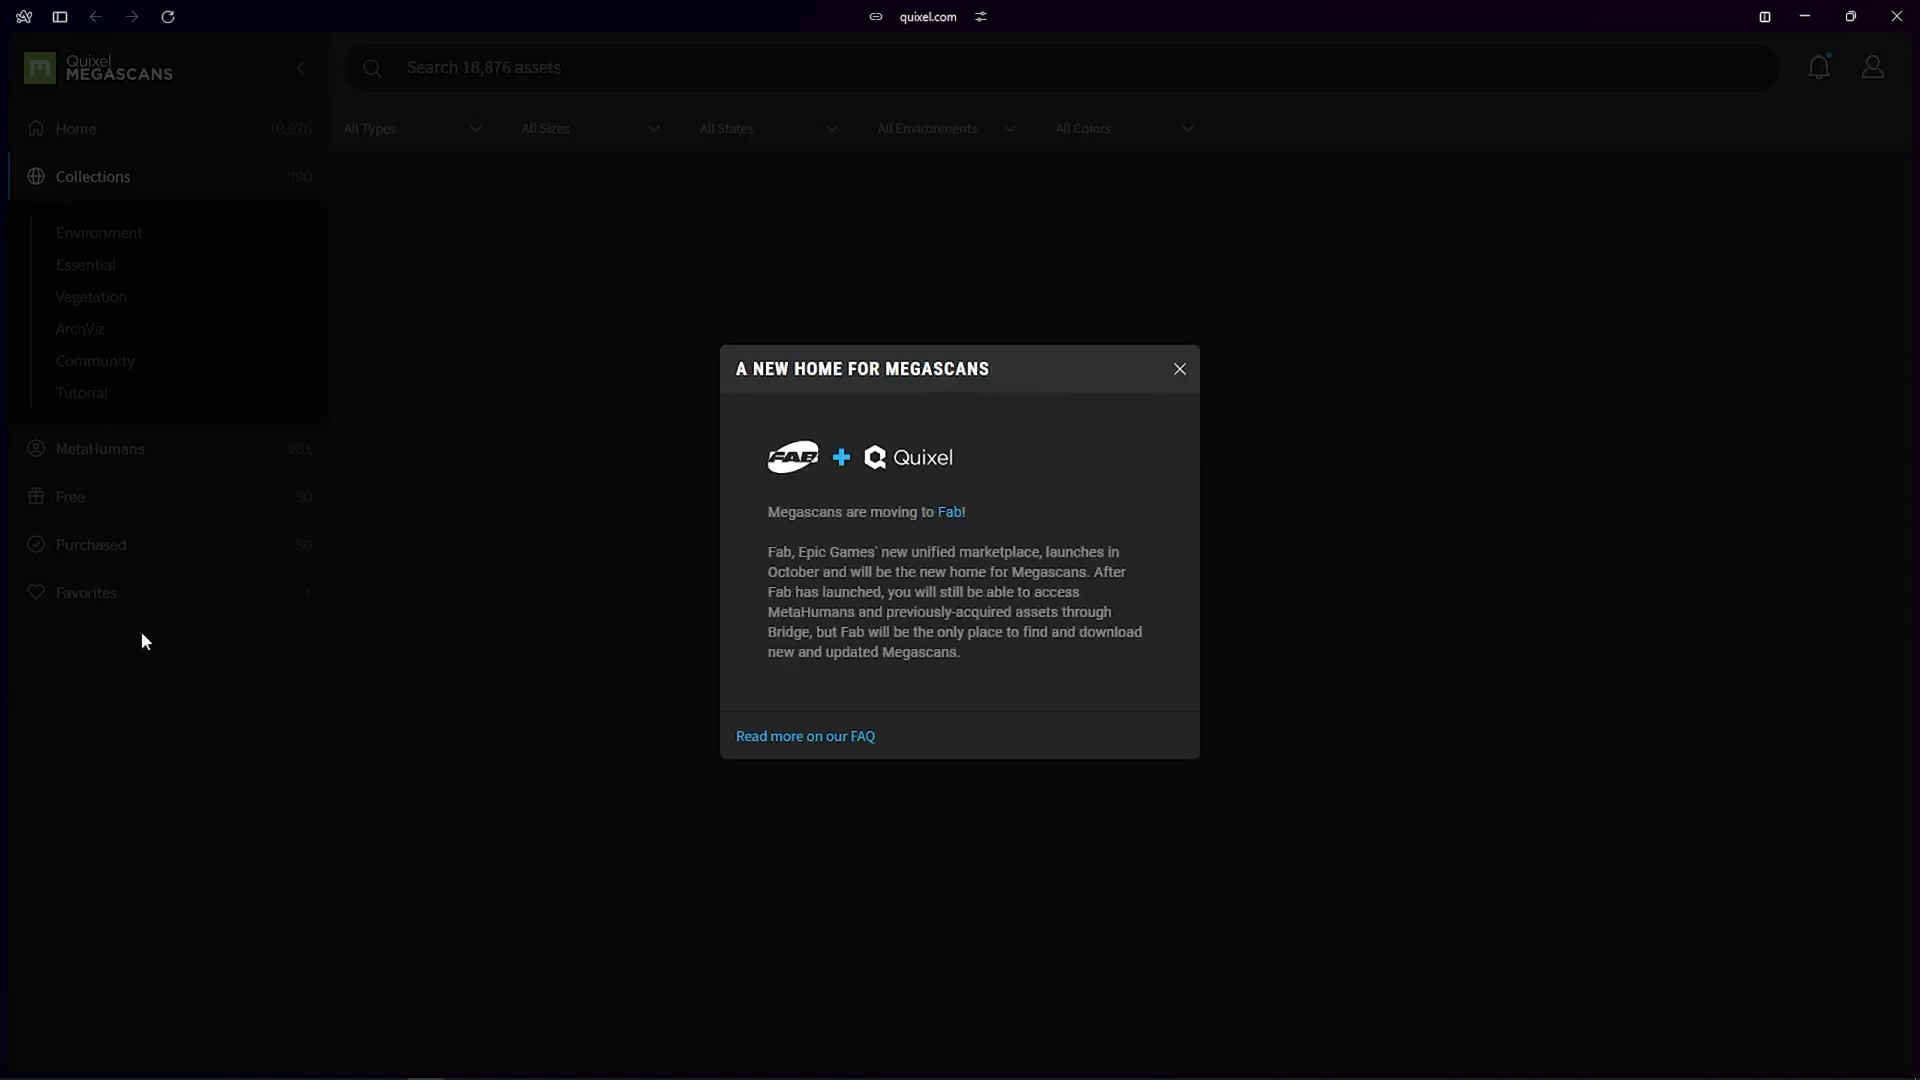 quixel.com
Quixel
MEGASCANS
Search 18,876 assets
Home 18,876
All Types
All Sizes
All States
All Environments
All Colors
Collections 190
Environment
Essential
Vegetation
ArchViz
Community
Tutorial
MetaHumans 261
Free 50
Purchased 56
Favorites 1
A NEW HOME FOR MEGASCANS
FAB + Quixel
Megascans are moving to Fab!
Fab, Epic Games' new unified marketplace, launches in
October and will be the new home for Megascans. After
Fab has launched, you will still be able to access
MetaHumans and previously-acquired assets through
Bridge, but Fab will be the only place to find and download
new and updated Megascans.
Read more on our FAQ